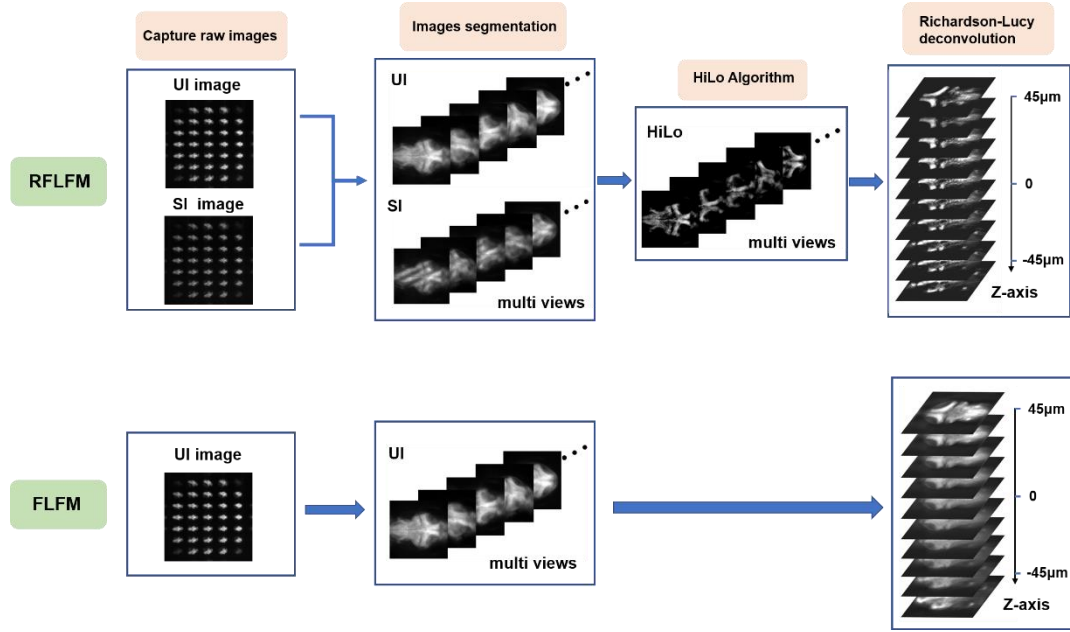 Capture raw images
Images segmentation
HiLo Algorithm
Richardson-Lucy
deconvolution
RFLFM
UI image
SI image
UI
SI
multi views
HiLo
multi views
45μm
0
-45μm
Z-axis
FLFM
UI image
UI
multi views
45μm
0
-45μm
Z-axis